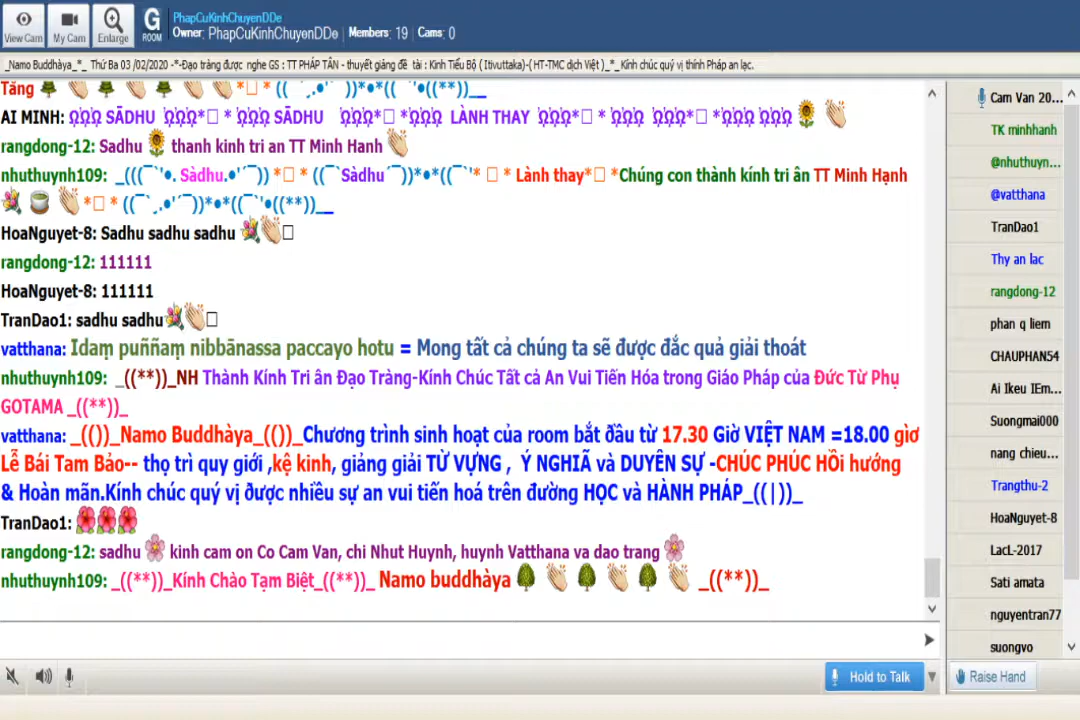 View Cam
My Cam
Enlarge
G ROOM
PhapCuKinhChuyenDDe
Owner: PhapCuKinhChuyenDDe Members: 19 Cams: 0
_Namo Buddhàya_*_ Thứ Ba 03 /02/2020 -*-Đạo tràng được nghe GS : TT PHÁP TÂN - thuyết giảng đề tài : Kinh Tiểu Bộ ( Itivuttaka)-( HT-TMC dịch Việt )_*_Kính chúc quý vị thính Pháp an lạc.
Tăng
AI MINH: SĀDHU SĀDHU LÀNH THAY
rangdong-12: Sadhu thanh kinh tri an TT Minh Hanh
nhuthuynh109: _(((¯`'•. Sàdhu.•'´¯)) *□ * ((¯`Sàdhu´¯))*•*((¯`'* □ * Lành thay*□ *Chúng con thành kính tri ân TT Minh Hạnh
*□ * ((¯`¸.•'´¯))*•*((¯`'•((**))__
HoaNguyet-8: Sadhu sadhu sadhu
rangdong-12: 111111
HoaNguyet-8: 111111
TranDao1: sadhu sadhu
vatthana: Idaṃ puññaṃ nibbānassa paccayo hotu = Mong tất cả chúng ta sẽ được đắc quả giải thoát
nhuthuynh109: _((**))_NH Thành Kính Tri ân Đạo Tràng-Kính Chúc Tất cả An Vui Tiến Hóa trong Giáo Pháp của Đức Từ Phụ
GOTAMA _((**))_
vatthana: _(())_Namo Buddhàya_(())_Chương trình sinh hoạt của room bắt đầu từ 17.30 Giờ VIỆT NAM =18.00 giờ
Lễ Bái Tam Bảo-- thọ trì quy giới ,kệ kinh, giảng giải TỪ VỰNG , Ý NGHIÃ và DUYÊN SỰ -CHÚC PHÚC HỒi hướng
& Hoàn mãn.Kính chúc quý vị được nhiều sự an vui tiến hoá trên đường HỌC và HÀNH PHÁP_((|))_
TranDao1:
rangdong-12: sadhu kinh cam on Co Cam Van, chi Nhut Huynh, huynh Vatthana va dao trang
nhuthuynh109: _((**))_Kính Chào Tạm Biệt_((**))_ Namo buddhàya _((**))_
Hold to Talk
Cam Van 20...
TK minhhanh
@nhuthuyn...
@vatthana
TranDao1
Thy an lac
rangdong-12
phan q liem
CHAUPHAN54
Ai Ikeu IEm...
Suongmai000
nang chieu...
Trangthu-2
HoaNguyet-8
LacL-2017
Sati amata
nguyentran77
suongvo
Raise Hand